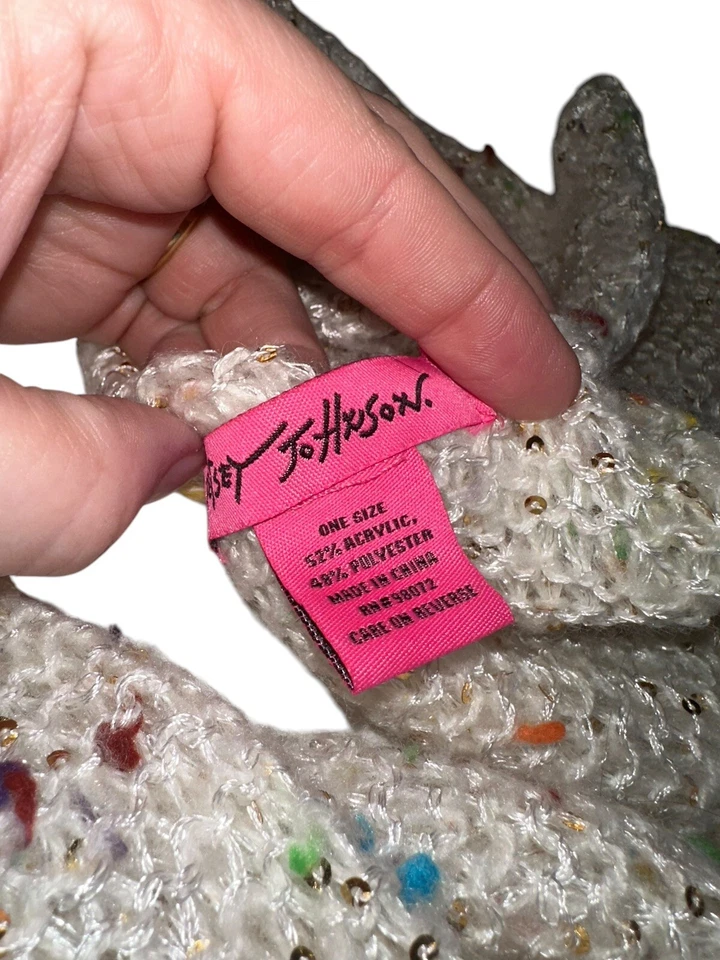 JOHNSON.
ONE SIZE
52% ACRYLIC,
48% POLYESTER
MADE IN CHINA
RN#98072
CARE ON REVERSE